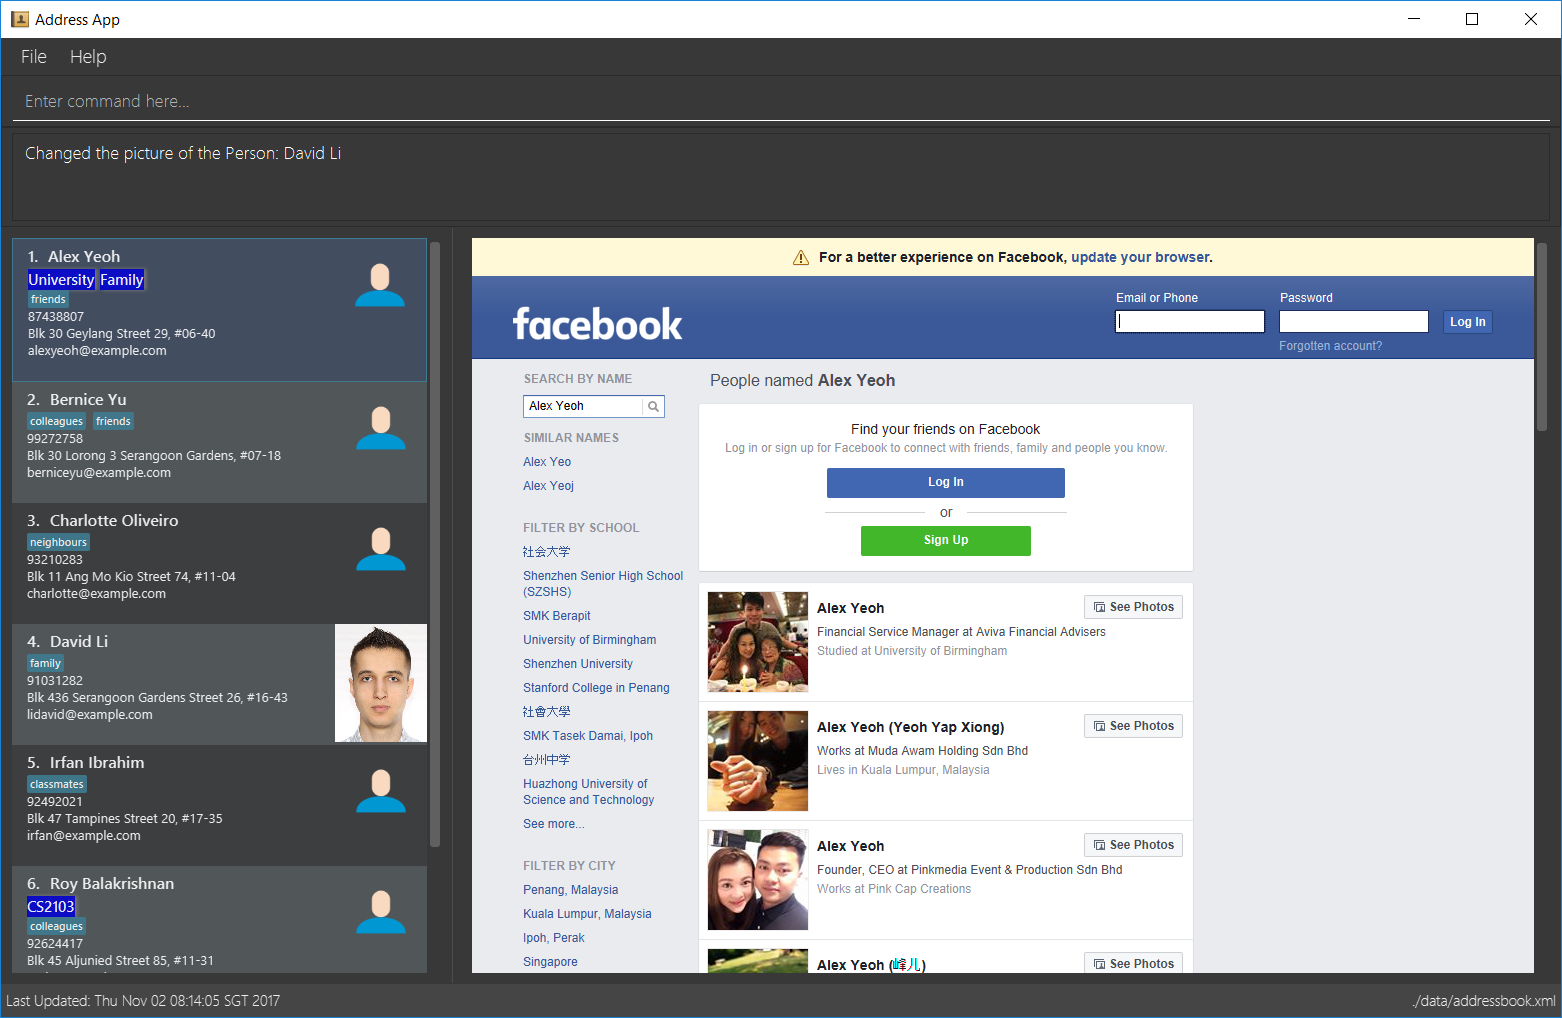 Address App
File Help
Enter command here...
Changed the picture of the Person: David Li
1. Alex Yeoh
University Family
friends
87438807
Blk 30 Geylang Street 29, #06-40
alexyeoh@example.com
2. Bernice Yu
colleagues friends
99272758
Blk 30 Lorong 3 Serangoon Gardens, #07-18
berniceyu@example.com
3. Charlotte Oliveiro
neighbours
93210283
Blk 11 Ang Mo Kio Street 74, #11-04
charlotte@example.com
4. David Li
family
91031282
Blk 436 Serangoon Gardens Street 26, #16-43
lidavid@example.com
5. Irfan Ibrahim
classmates
92492021
Blk 47 Tampines Street 20, #17-35
irfan@example.com
6. Roy Balakrishnan
CS2103
colleagues
92624417
Blk 45 Aljunied Street 85, #11-31
For a better experience on Facebook, update your browser.
facebook
Email or Phone
Password
Log In
Forgotten account?
SEARCH BY NAME
Alex Yeoh
SIMILAR NAMES
Alex Yeo
Alex Yeoj
FILTER BY SCHOOL
社会大学
Shenzhen Senior High School
(SZSHS)
SMK Berapit
University of Birmingham
Shenzhen University
Stanford College in Penang
社會大學
SMK Tasek Damai, Ipoh
台州中学
Huazhong University of
Science and Technology
See more...
FILTER BY CITY
Penang, Malaysia
Kuala Lumpur, Malaysia
Ipoh, Perak
Singapore
People named Alex Yeoh
Find your friends on Facebook
Log in or sign up for Facebook to connect with friends, family and people you know.
Log In
or
Sign Up
Alex Yeoh
See Photos
Financial Service Manager at Aviva Financial Advisers
Studied at University of Birmingham
Alex Yeoh (Yeoh Yap Xiong)
See Photos
Works at Muda Awam Holding Sdn Bhd
Lives in Kuala Lumpur, Malaysia
Alex Yeoh
See Photos
Founder, CEO at Pinkmedia Event & Production Sdn Bhd
Works at Pink Cap Creations
Alex Yeoh (峰儿)
See Photos
Last Updated: Thu Nov 02 08:14:05 SGT 2017
./data/addressbook.xml